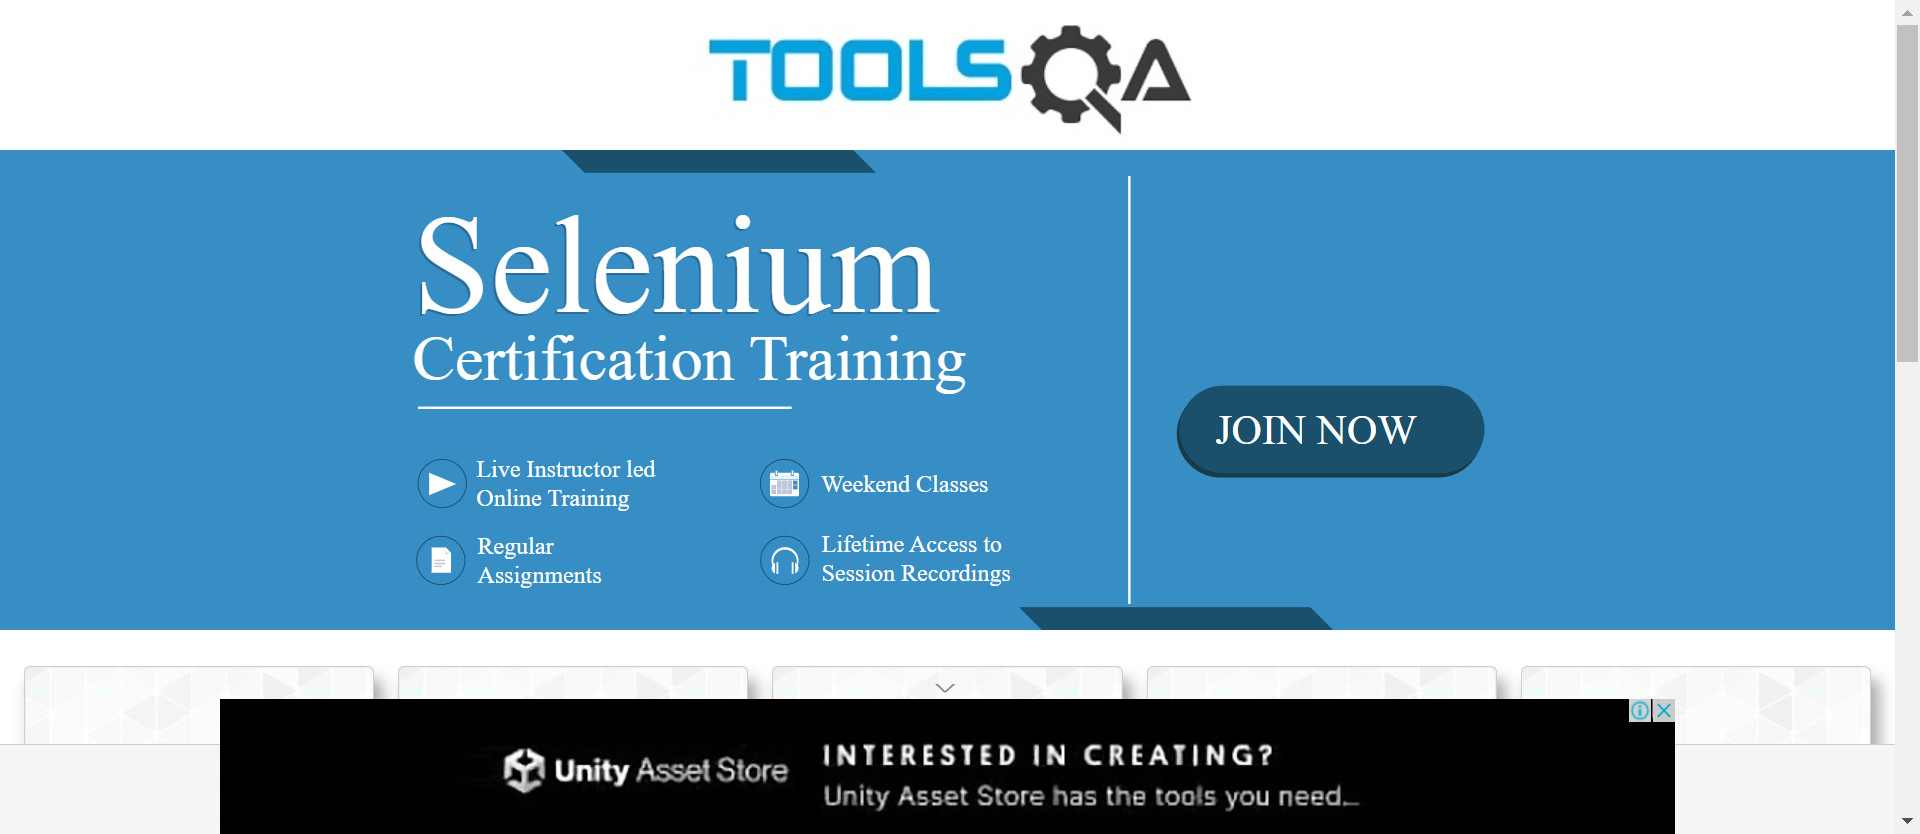 TOOLSQA
Selenium
Certification Training
Live Instructor led
Online Training
Weekend Classes
Regular
Assignments
Lifetime Access to
Session Recordings
JOIN NOW
Unity Asset Store
INTERESTED IN CREATING?
Unity Asset Store has the tools you need...